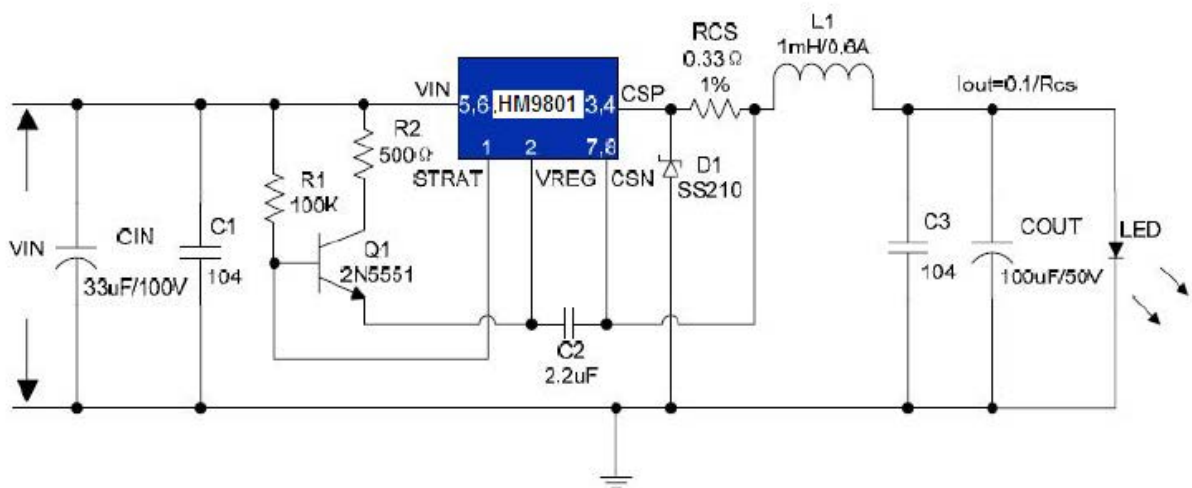 L1
1mH/0.6A
RCS
0.33Ω
1%
Iout=0.1/Rcs
VIN
5,6
HM9801
3,4
CSP
1
2
7,8
STRAT
VREG
CSN
R2
500Ω
R1
100K
D1
SS210
VIN
CIN
33uF/100V
C1
104
Q1
2N5551
C2
2.2uF
C3
104
COUT
100uF/50V
LED